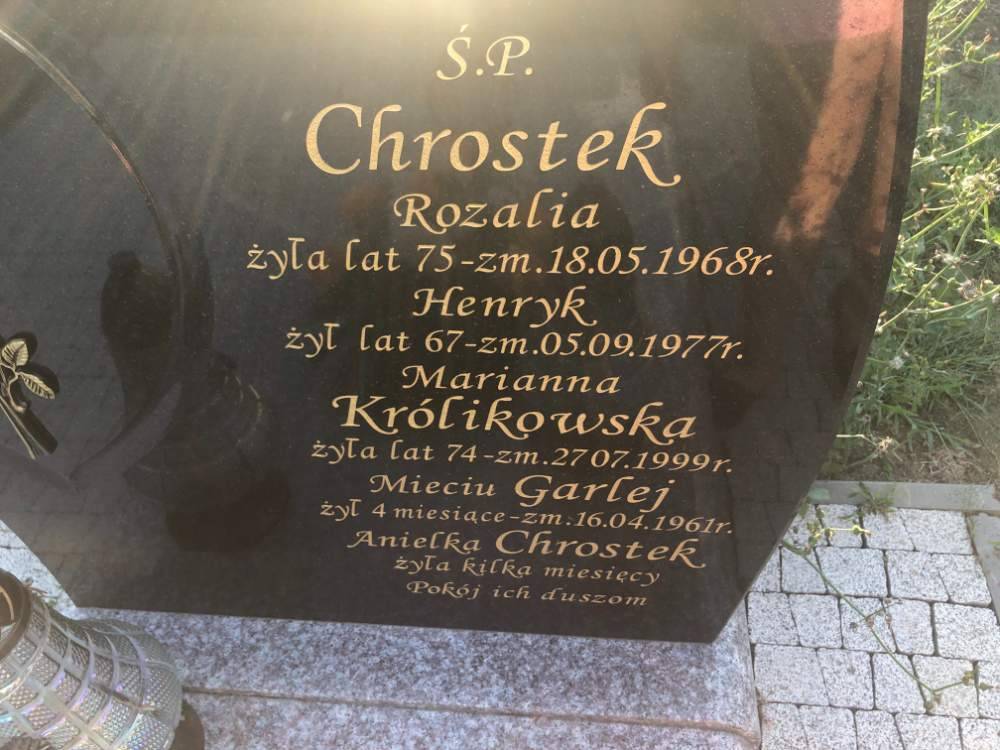 Ś.P.
Chrostek
Rozalia
żyła lat 75-zm.18.05.1968r.
Henryk
żył lat 67-zm.05.09.1977r.
Marianna
Królikowska
żyła lat 74-zm.27.07.1999r.
Mieciu Garlej
żył 4 miesiące-zm.16.04.1961r.
Anielka Chrostek
żyła kilka miesięcy
Pokój ich duszom